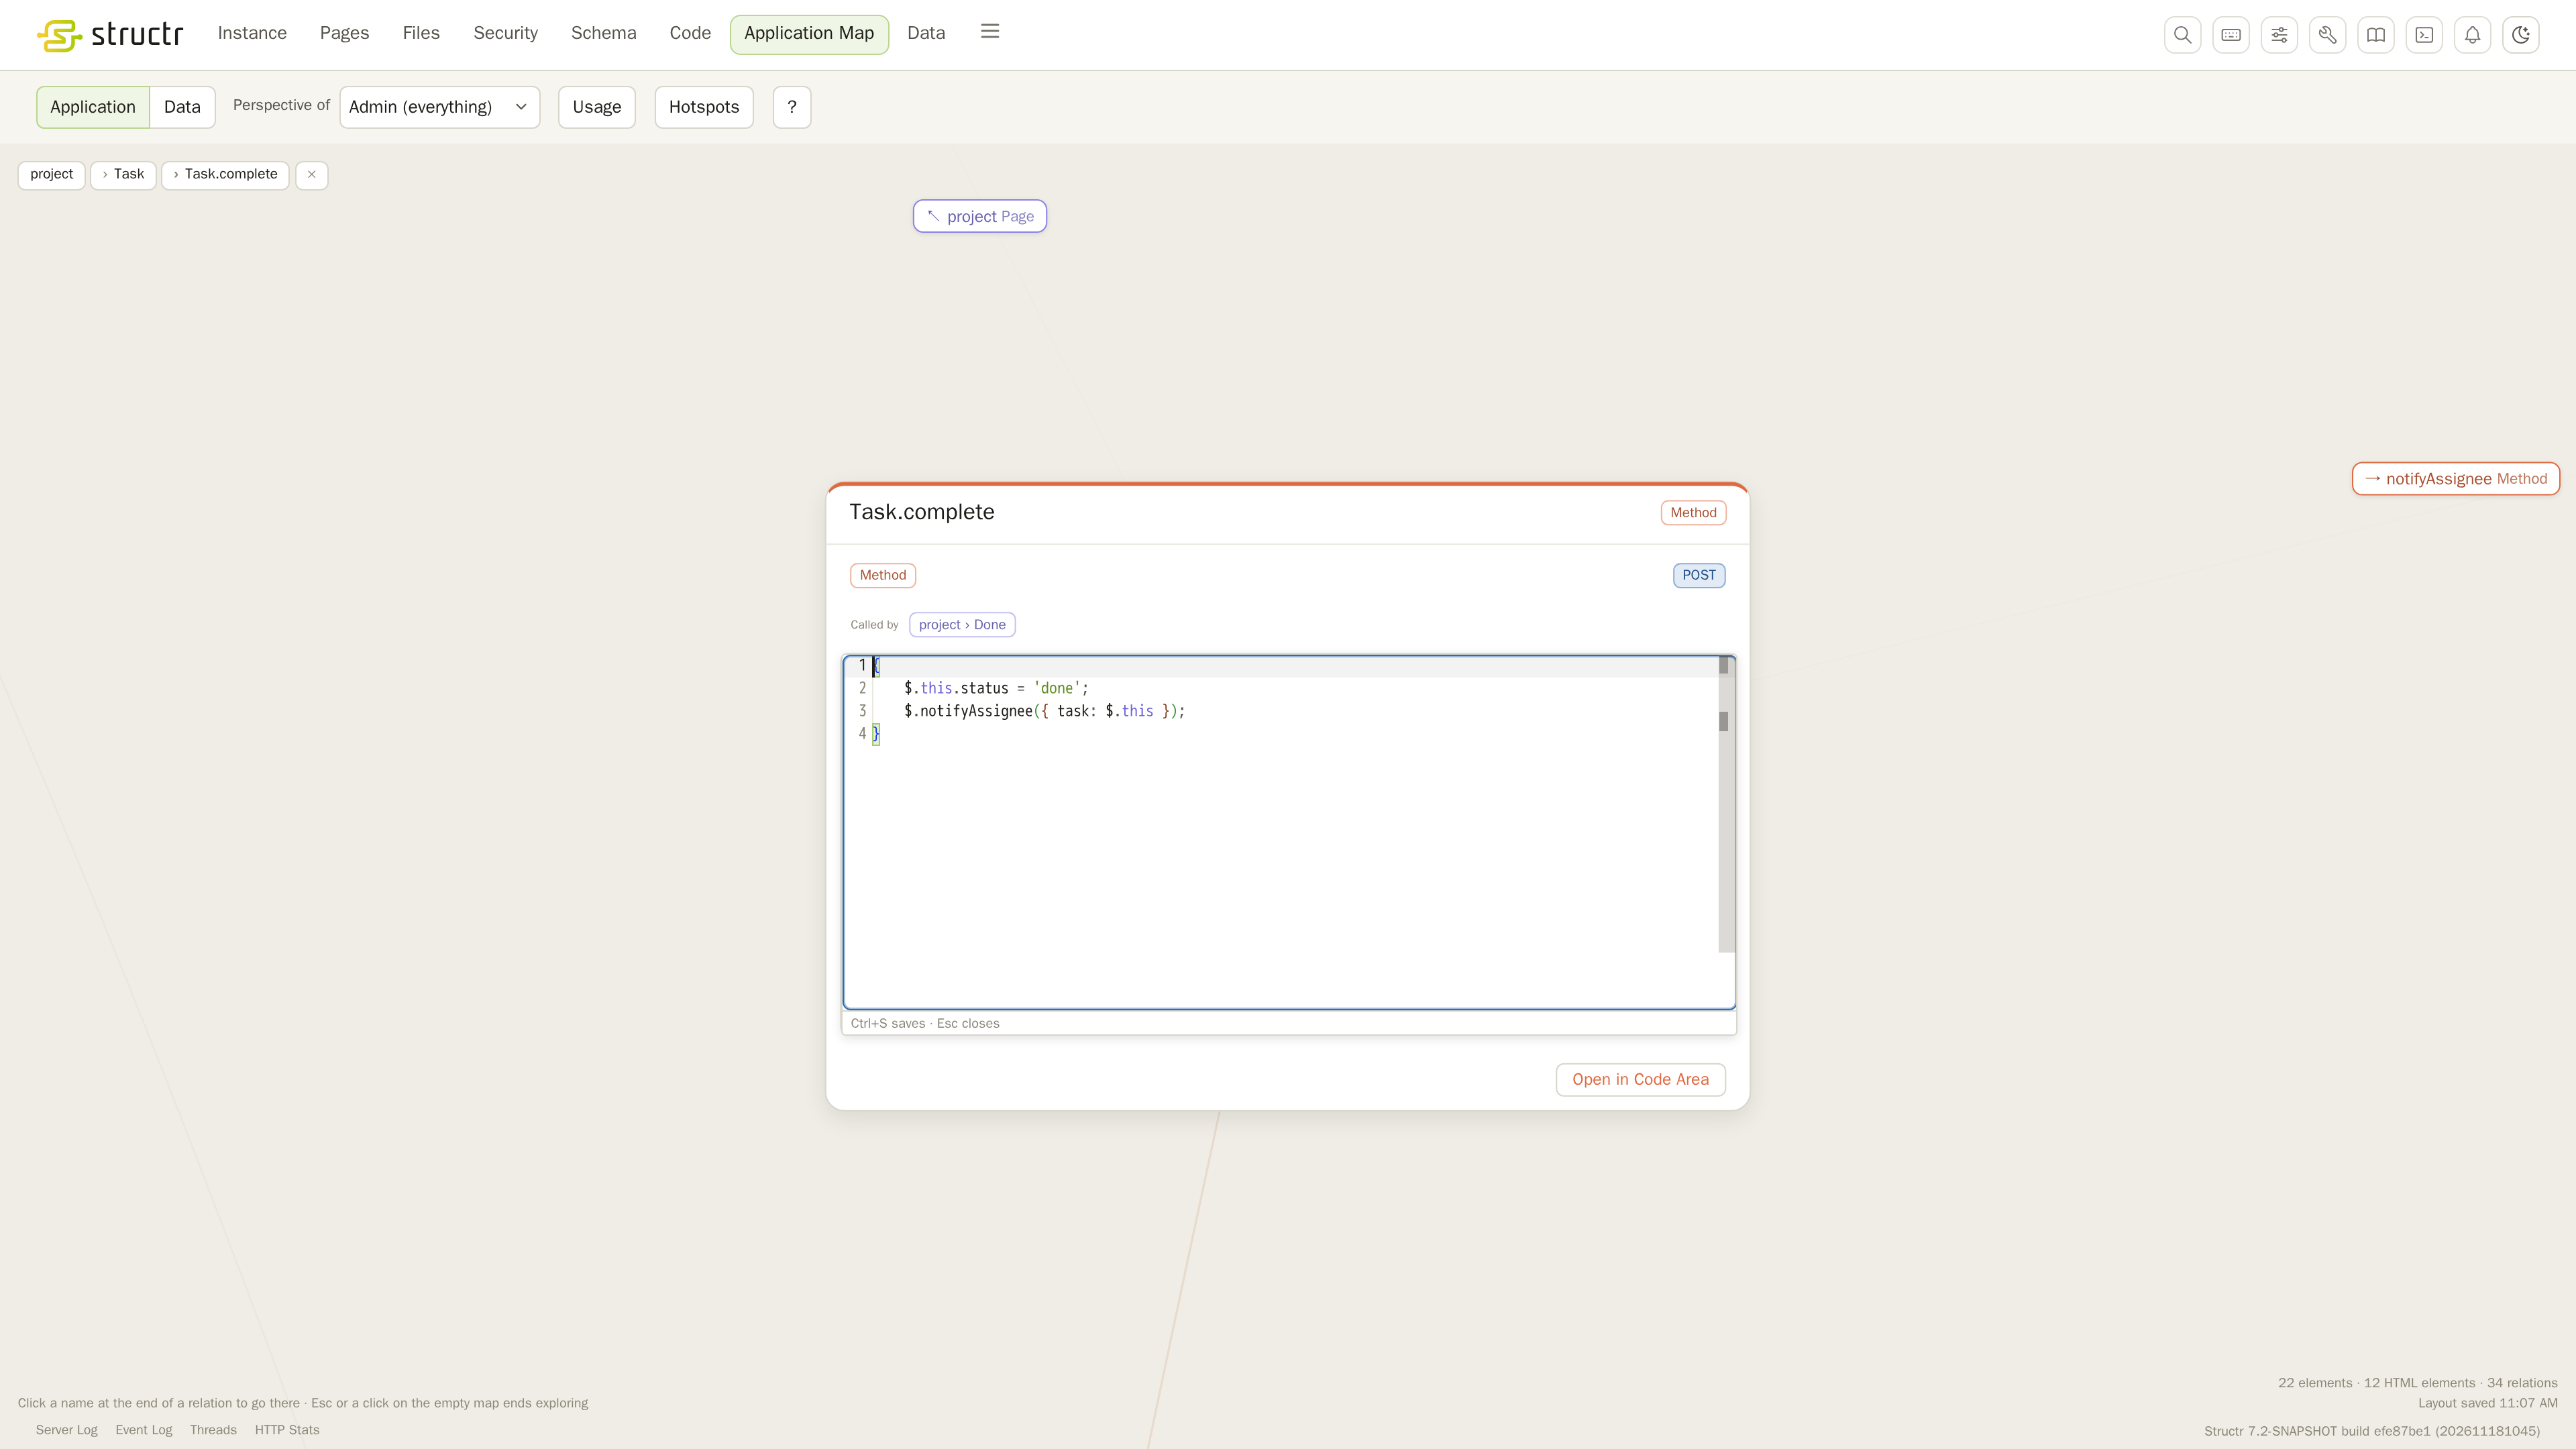 structr Instance Pages Files Security Schema Code Application Map Data
Application Data Perspective of Admin (everything) Usage Hotspots ?
project › Task › Task.complete ×
↖ project Page
→ notifyAssignee Method
Task.complete Method
Method POST
Called by project › Done
1 {
2 $.this.status = 'done';
3 $.notifyAssignee({ task: $.this });
4 }
Ctrl+S saves · Esc closes
Open in Code Area
22 elements · 12 HTML elements · 34 relations
Click a name at the end of a relation to go there · Esc or a click on the empty map ends exploring
Layout saved 11:07 AM
Server Log Event Log Threads HTTP Stats
Structr 7.2-SNAPSHOT build efe87be1 (202611181045)